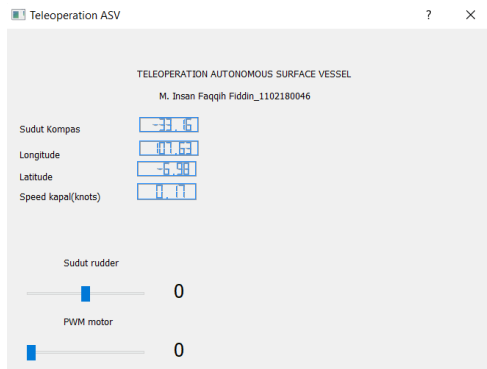 Teleoperation ASV
TELEOPERATION AUTONOMOUS SURFACE VESSEL
M. Insan Faqqih Fiddin_1102180046
Sudut Kompas -33.16
Longitude 107.63
Latitude -6.98
Speed kapal(knots) 0.17
Sudut rudder
0
PWM motor
0